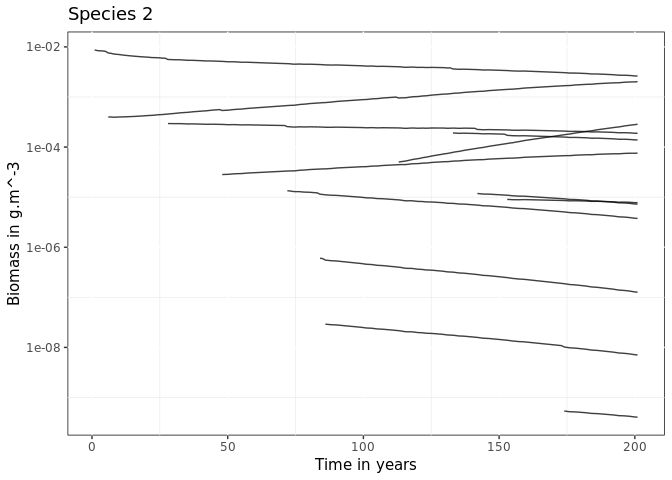 Species 2
1e-02
1e-04
1e-06
1e-08
Biomass in g.m^-3
0 50 100 150 200
Time in years